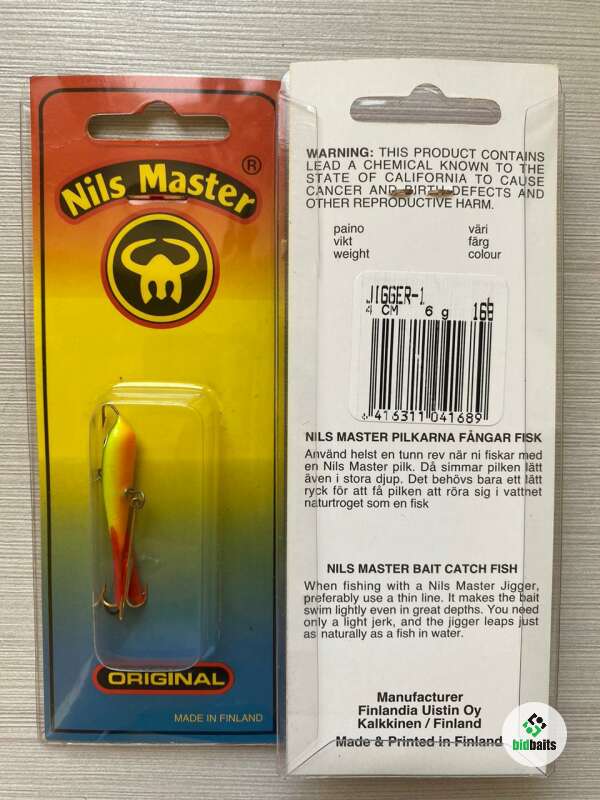 Nils Master ®
ORIGINAL
MADE IN FINLAND
WARNING: THIS PRODUCT CONTAINS
LEAD A CHEMICAL KNOWN TO THE
STATE OF CALIFORNIA TO CAUSE
CANCER AND BIRTH DEFECTS AND
OTHER REPRODUCTIVE HARM.
paino väri
vikt färg
weight colour
JIGGER-1
4 CM 6 g 168
416311 041689
NILS MASTER PILKARNA FÅNGAR FISK
Använd helst en tunn rev när ni fiskar med
en Nils Master pilk. Då simmar pilken lätt
även i stora djup. Det behövs bara ett lätt
ryck för att få pilken att röra sig i vatthet
naturtroget som en fisk
NILS MASTER BAIT CATCH FISH
When fishing with a Nils Master Jigger,
preferably use a thin line. It makes the bait
swim lightly even in great depths. You need
only a light jerk, and the jigger leaps just
as naturally as a fish in water.
Manufacturer
Finlandia Uistin Oy
Kalkkinen / Finland
Made & Printed in Finland
bidbaits